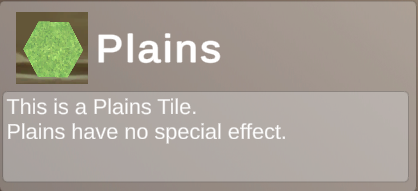 Plains
This is a Plains Tile.
Plains have no special effect.